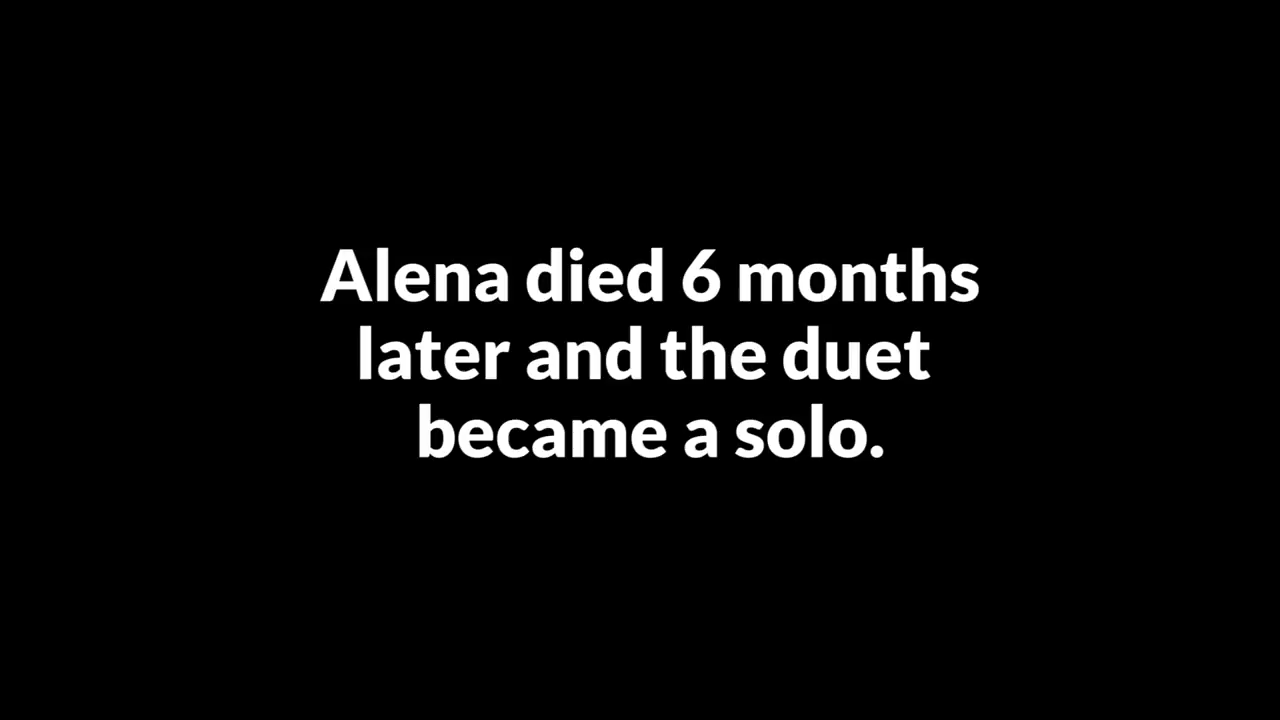 Alena died 6 months
later and the duet
became a solo.